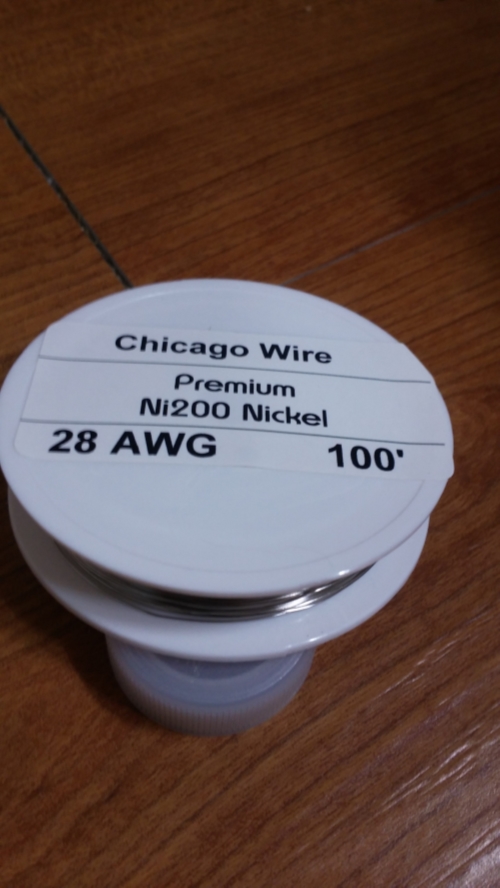 Chicago Wire
Premium
Ni200 Nickel
28 AWG 100'